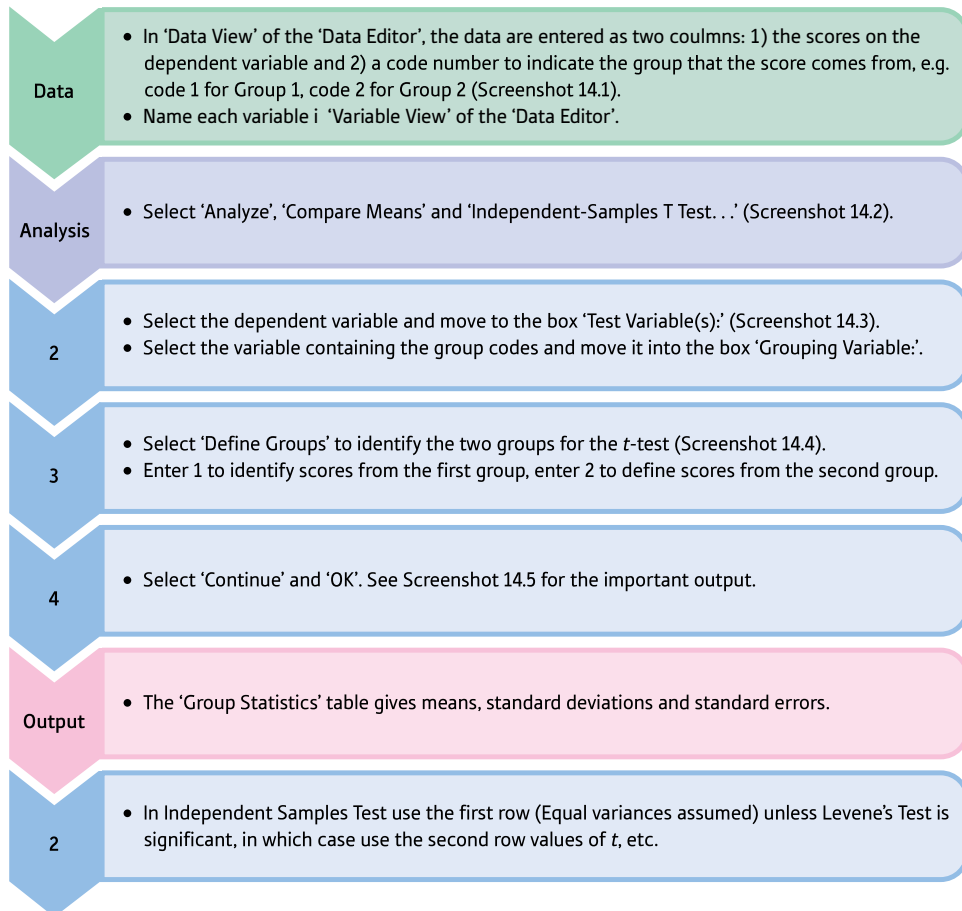 Data
• In ‘Data View’ of the ‘Data Editor’, the data are entered as two coulmns: 1) the scores on the
dependent variable and 2) a code number to indicate the group that the score comes from, e.g.
code 1 for Group 1, code 2 for Group 2 (Screenshot 14.1).
• Name each variable i ‘Variable View’ of the ‘Data Editor’.
Analysis
• Select ‘Analyze’, ‘Compare Means’ and ‘Independent-Samples T Test. . .’ (Screenshot 14.2).
2
• Select the dependent variable and move to the box ‘Test Variable(s):’ (Screenshot 14.3).
• Select the variable containing the group codes and move it into the box ‘Grouping Variable:’.
3
• Select ‘Define Groups’ to identify the two groups for the t-test (Screenshot 14.4).
• Enter 1 to identify scores from the first group, enter 2 to define scores from the second group.
4
• Select ‘Continue’ and ‘OK’. See Screenshot 14.5 for the important output.
Output
• The ‘Group Statistics’ table gives means, standard deviations and standard errors.
2
• In Independent Samples Test use the first row (Equal variances assumed) unless Levene’s Test is
significant, in which case use the second row values of t, etc.